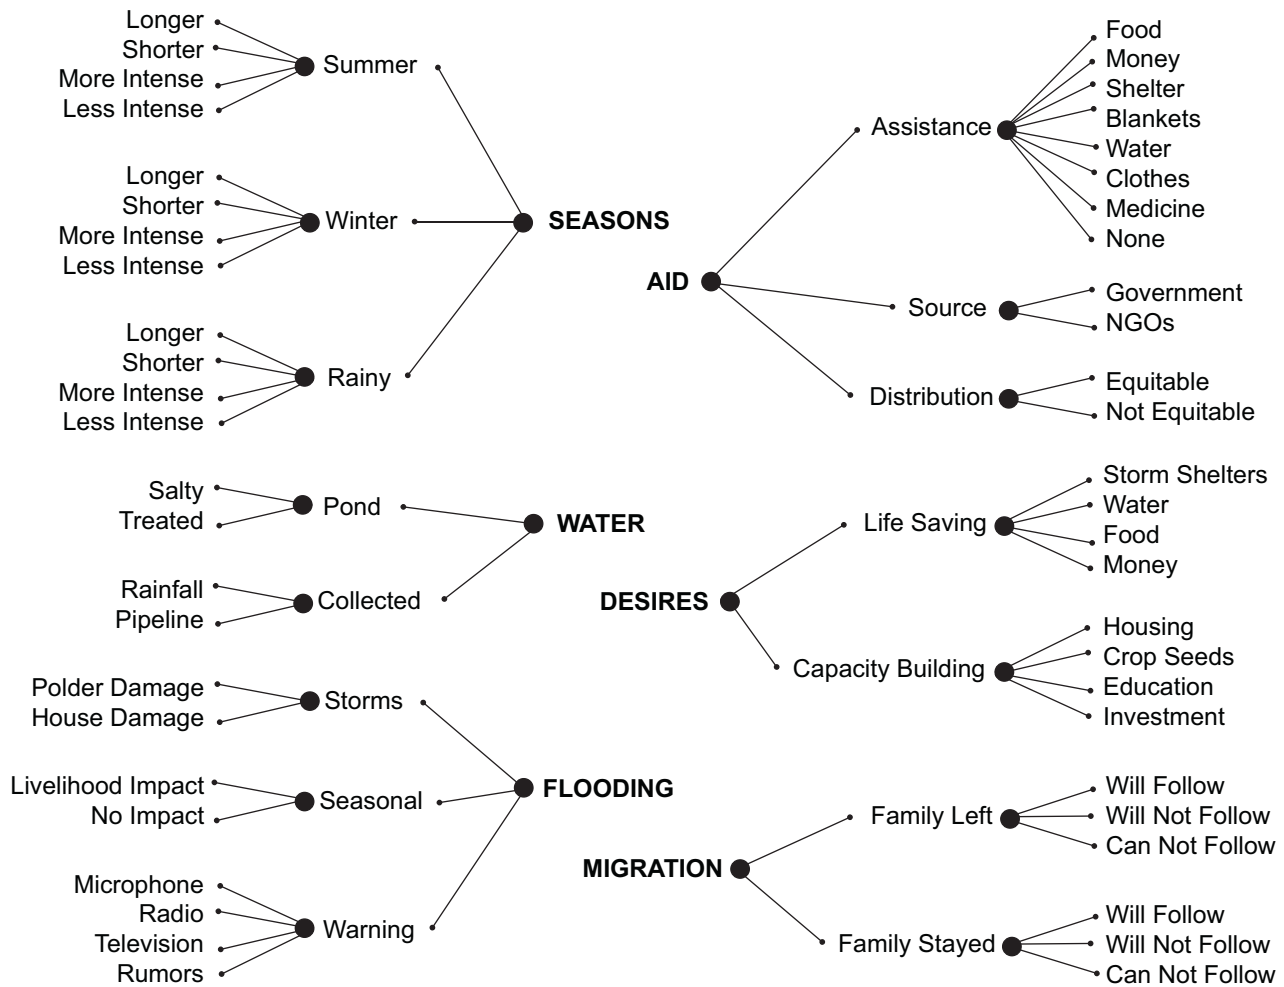 Longer
Shorter
More Intense
Less Intense
Summer
Longer
Shorter
More Intense
Less Intense
Winter
SEASONS
Longer
Shorter
More Intense
Less Intense
Rainy
Salty
Treated
Pond
WATER
Rainfall
Pipeline
Collected
Polder Damage
House Damage
Storms
Livelihood Impact
No Impact
Seasonal
FLOODING
Microphone
Radio
Television
Rumors
Warning
AID
Assistance
Food
Money
Shelter
Blankets
Water
Clothes
Medicine
None
Source
Government
NGOs
Distribution
Equitable
Not Equitable
DESIRES
Life Saving
Storm Shelters
Water
Food
Money
Capacity Building
Housing
Crop Seeds
Education
Investment
MIGRATION
Family Left
Will Follow
Will Not Follow
Can Not Follow
Family Stayed
Will Follow
Will Not Follow
Can Not Follow